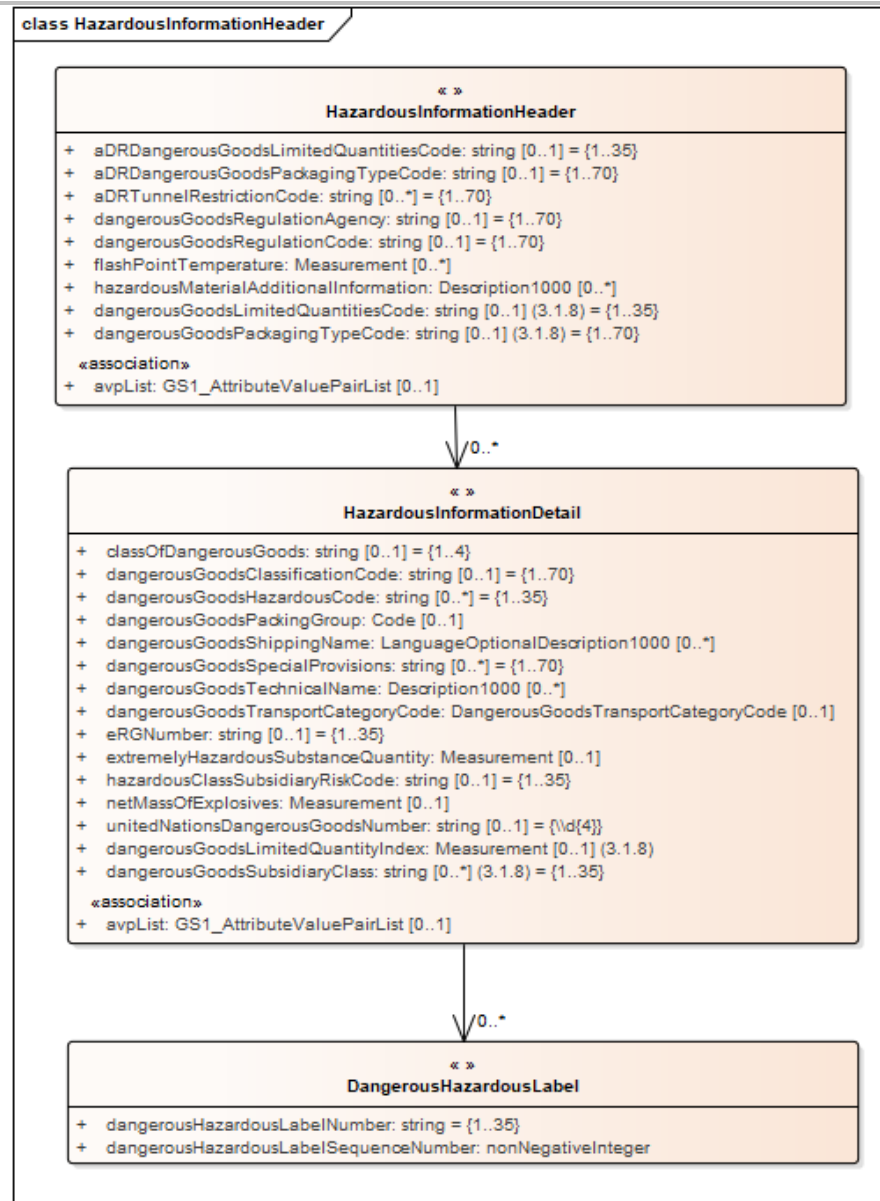 class HazardousInformationHeader
« »
HazardousInformationHeader
+ aDRDangerousGoodsLimitedQuantitiesCode: string [0..1] = {1..35}
+ aDRDangerousGoodsPackagingTypeCode: string [0..1] = {1..70}
+ aDRTunnelRestrictionCode: string [0..*] = {1..70}
+ dangerousGoodsRegulationAgency: string [0..1] = {1..70}
+ dangerousGoodsRegulationCode: string [0..1] = {1..70}
+ flashPointTemperature: Measurement [0..*]
+ hazardousMaterialAdditionalInformation: Description1000 [0..*]
+ dangerousGoodsLimitedQuantitiesCode: string [0..1] (3.1.8) = {1..35}
+ dangerousGoodsPackagingTypeCode: string [0..1] (3.1.8) = {1..70}
«association»
+ avpList: GS1_AttributeValuePairList [0..1]
0..*
« »
HazardousInformationDetail
+ classOfDangerousGoods: string [0..1] = {1..4}
+ dangerousGoodsClassificationCode: string [0..1] = {1..70}
+ dangerousGoodsHazardousCode: string [0..*] = {1..35}
+ dangerousGoodsPackingGroup: Code [0..1]
+ dangerousGoodsShippingName: LanguageOptionalDescription1000 [0..*]
+ dangerousGoodsSpecialProvisions: string [0..*] = {1..70}
+ dangerousGoodsTechnicalName: Description1000 [0..*]
+ dangerousGoodsTransportCategoryCode: DangerousGoodsTransportCategoryCode [0..1]
+ eRGNumber: string [0..1] = {1..35}
+ extremelyHazardousSubstanceQuantity: Measurement [0..1]
+ hazardousClassSubsidiaryRiskCode: string [0..1] = {1..35}
+ netMassOfExplosives: Measurement [0..1]
+ unitedNationsDangerousGoodsNumber: string [0..1] = {\\d{4}}
+ dangerousGoodsLimitedQuantityIndex: Measurement [0..1] (3.1.8)
+ dangerousGoodsSubsidiaryClass: string [0..*] (3.1.8) = {1..35}
«association»
+ avpList: GS1_AttributeValuePairList [0..1]
0..*
« »
DangerousHazardousLabel
+ dangerousHazardousLabelNumber: string = {1..35}
+ dangerousHazardousLabelSequenceNumber: nonNegativeInteger